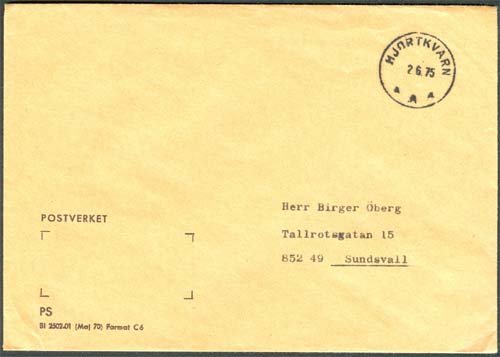 HJORTKVARN
2 6. 75
A A A
POSTVERKET
Herr Birger Öberg
Tallrotsgatan 15
852 49 Sundsvall
PS
Bl 2502.01 (Maj 70) Format C6